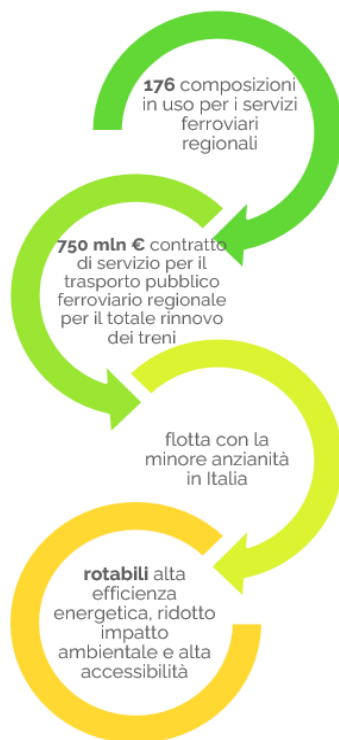 176 composizioni
in uso per i servizi
ferroviari
regionali
750 mln € contratto
di servizio per il
trasporto pubblico
ferroviario regionale
per il totale rinnovo
dei treni
flotta con la
minore anzianità
in Italia
rotabili alta
efficienza
energetica, ridotto
impatto
ambientale e alta
accessibilità